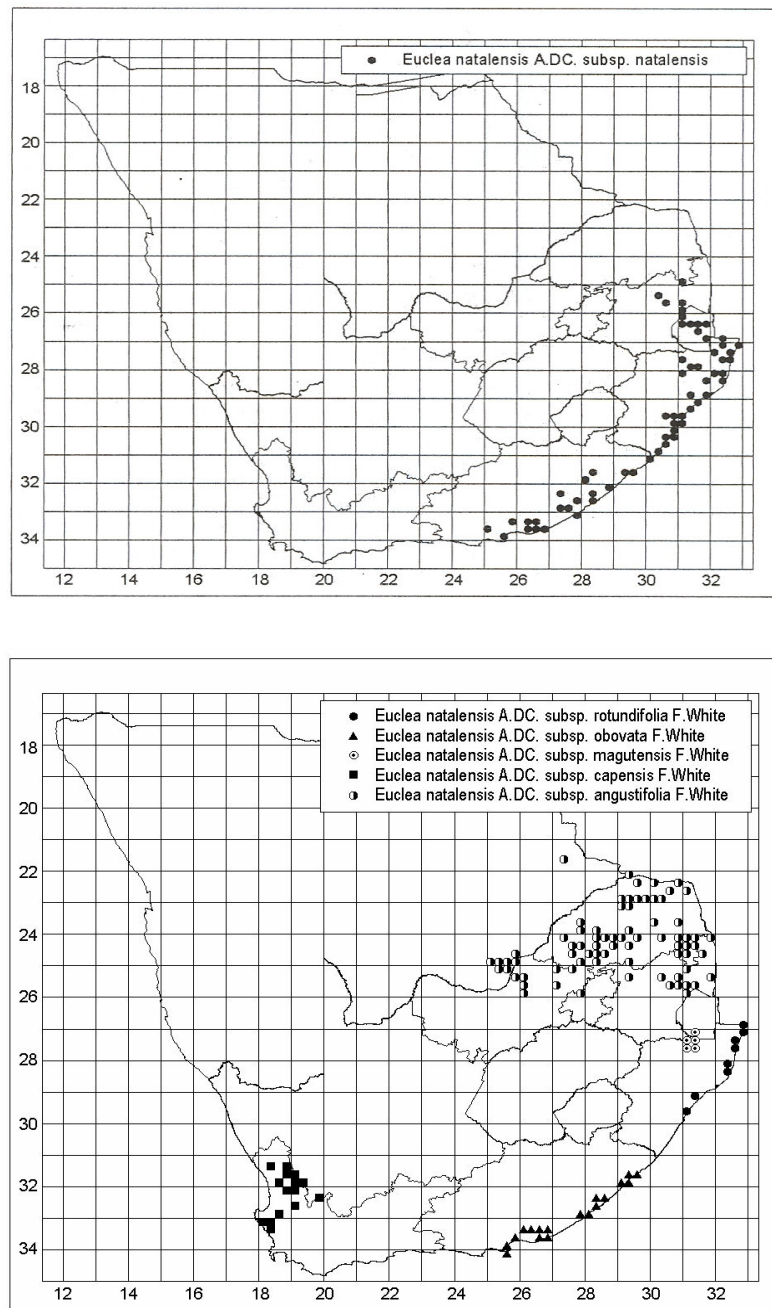 Euclea natalensis A.DC. subsp. natalensis
18
20
22
24
26
28
30
32
34
12 14 16 18 20 22 24 26 28 30 32
Euclea natalensis A.DC. subsp. rotundifolia F.White
Euclea natalensis A.DC. subsp. obovata F.White
Euclea natalensis A.DC. subsp. magutensis F.White
Euclea natalensis A.DC. subsp. capensis F.White
Euclea natalensis A.DC. subsp. angustifolia F.White
18
20
22
24
26
28
30
32
34
12 14 16 18 20 22 24 26 28 30 32